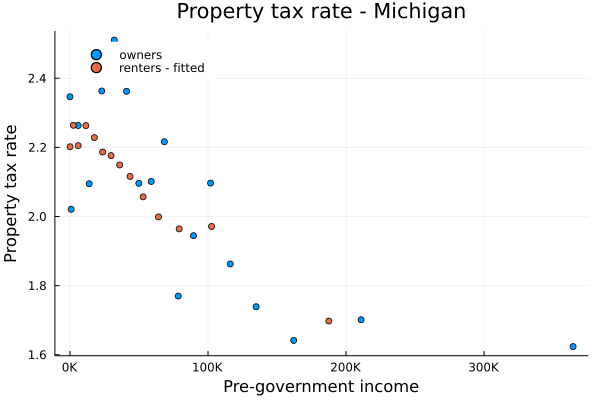 Property tax rate - Michigan
owners
renters - fitted
Property tax rate
2.4
2.2
2.0
1.8
1.6
0K
100K
200K
300K
Pre-government income